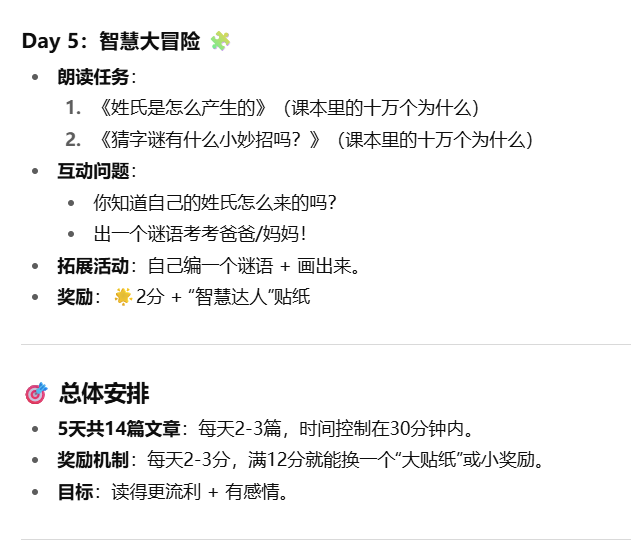 Day 5：智慧大冒险 🧩
• 朗读任务：
1. 《姓氏是怎么产生的》（课本里的十万个为什么）
2. 《猜字谜有什么小妙招吗？》（课本里的十万个为什么）
• 互动问题：
• 你知道自己的姓氏怎么来的吗？
• 出一个谜语考考爸爸/妈妈！
• 拓展活动：自己编一个谜语 + 画出来。
• 奖励：🌟2分 + “智慧达人”贴纸
🎯 总体安排
• 5天共14篇文章：每天2-3篇，时间控制在30分钟内。
• 奖励机制：每天2-3分，满12分就能换一个“大贴纸”或小奖励。
• 目标：读得更流利 + 有感情。